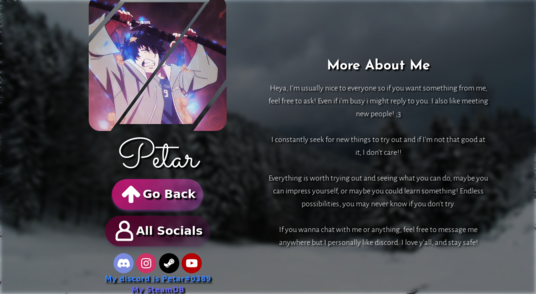 More About Me
Heya, I'm usually nice to everyone so if you want something from me,
feel free to ask! Even if i'm busy i might reply to you. I also like meeting
new people! ;3
I constantly seek for new things to try out and if I'm not that good at
it, I don't care!!
Everything is worth trying out and seeing what you can do, maybe you
can impress yourself, or maybe you could learn something! Endless
possibilities, you may never know if you don't try.
If you wanna chat with me or anything, feel free to message me
anywhere but I personally like discord. I love y'all, and stay safe!
Petar
Go Back
All Socials
My discord is Petar#0389
My SteamDB